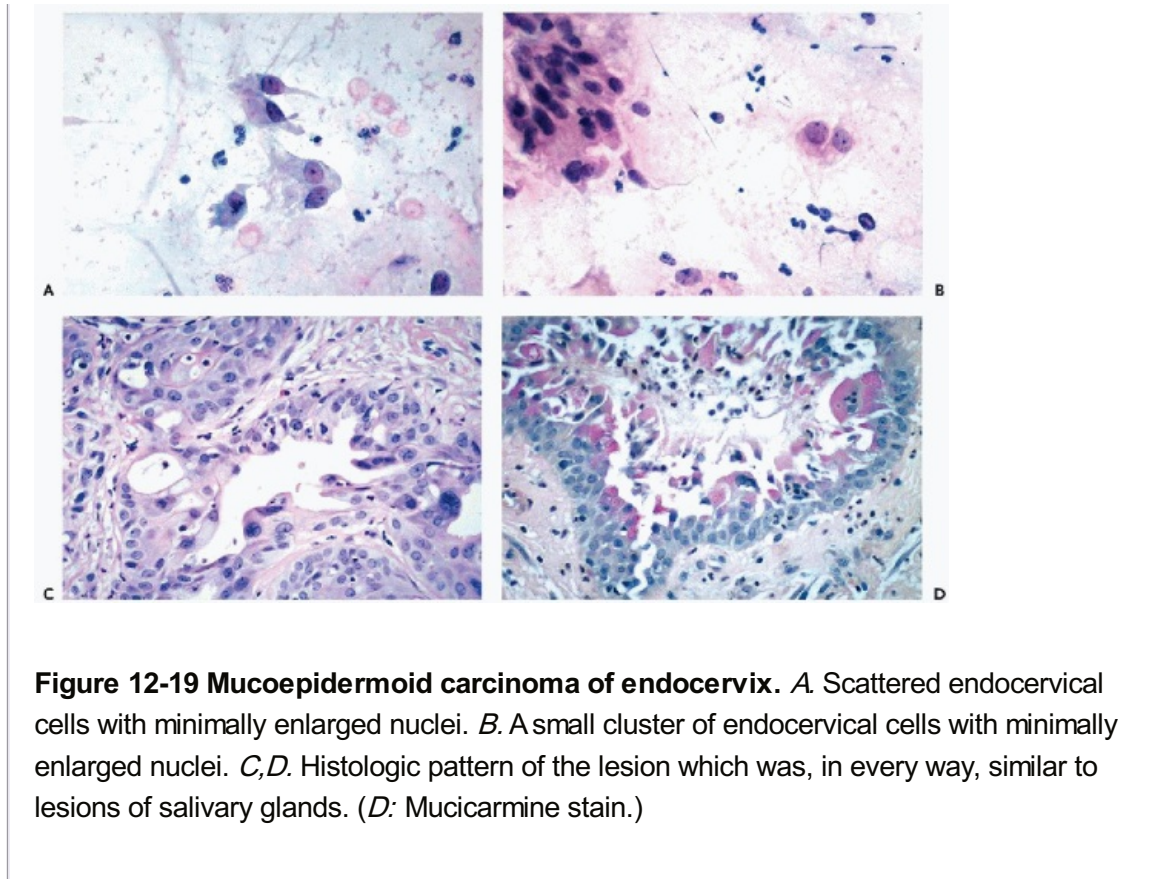 A
B
C
D
Figure 12-19 Mucoepidermoid carcinoma of endocervix. A. Scattered endocervical
cells with minimally enlarged nuclei. B. A small cluster of endocervical cells with minimally
enlarged nuclei. C,D. Histologic pattern of the lesion which was, in every way, similar to
lesions of salivary glands. (D: Mucicarmine stain.)